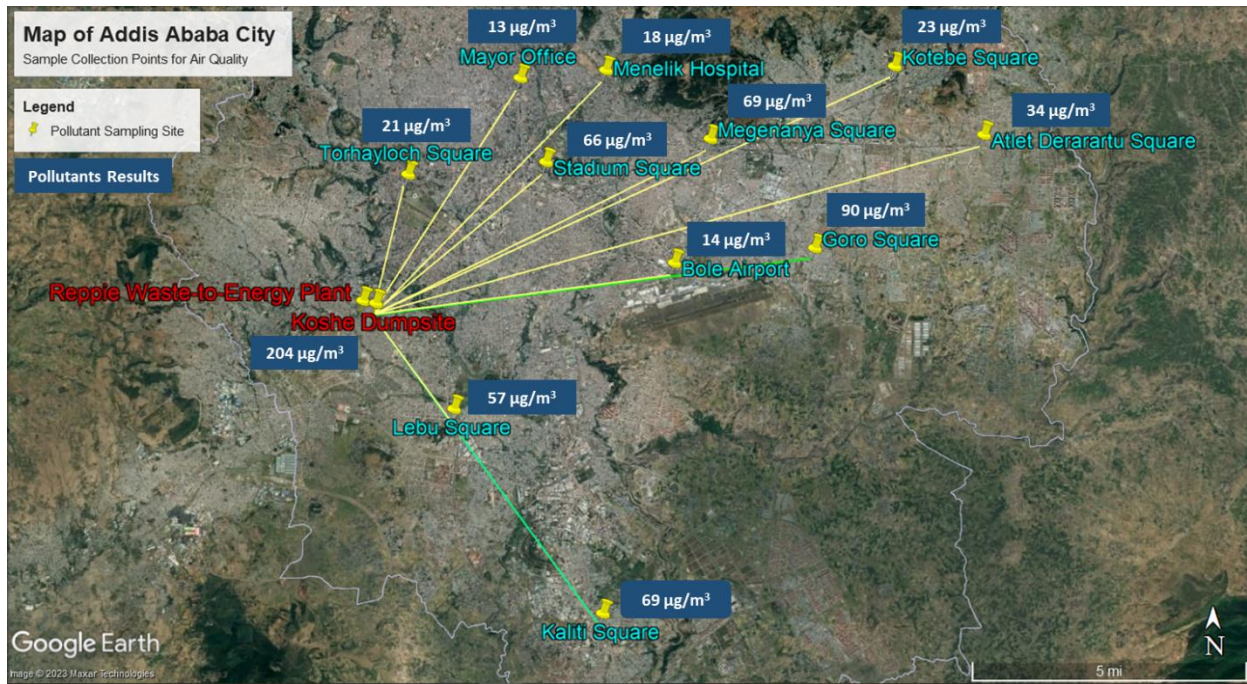 Map of Addis Ababa City
Sample Collection Points for Air Quality
Legend
Pollutant Sampling Site
Pollutants Results
13 µg/m³
Mayor Office
18 µg/m³
Menelik Hospital
23 µg/m³
Kotebe Square
21 µg/m³
Torhayloch Square
66 µg/m³
Stadium Square
69 µg/m³
Megenanya Square
34 µg/m³
Atlet Derarartu Square
14 µg/m³
Bole Airport
90 µg/m³
Goro Square
Reppie Waste-to-Energy Plant
Koshe Dumpsite
204 µg/m³
57 µg/m³
Lebu Square
69 µg/m³
Kaliti Square
Google Earth
Image © 2023 Maxar Technologies
N
5 mi